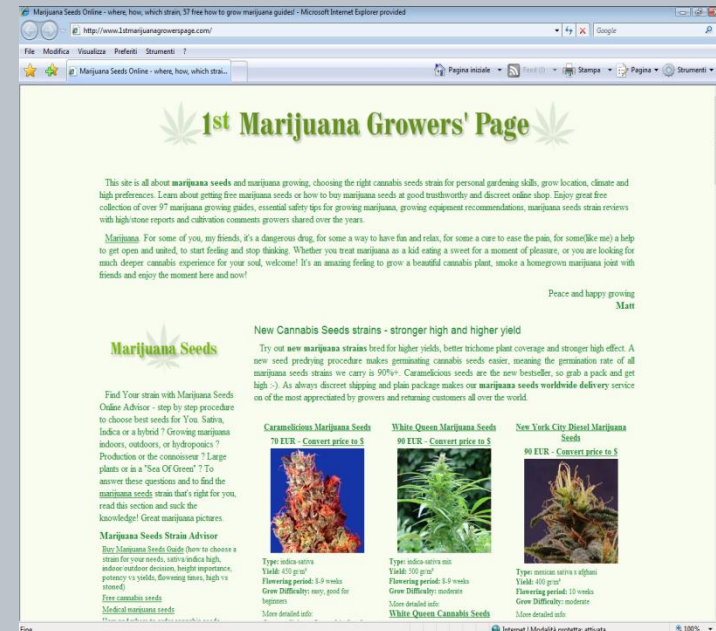 Marijuana Seeds Online - where, how, which strain, 57 free how to grow marijuana guides! - Microsoft Internet Explorer provided
http://www.1stmarijuanagrowerspage.com/
Google
File Modifica Visualizza Preferiti Strumenti ?
Marijuana Seeds Online - where, how, which strai...
Pagina iniziale Feed (0) Stampa Pagina Strumenti
1st Marijuana Growers' Page
This site is all about marijuana seeds and marijuana growing, choosing the right cannabis seeds strain for personal gardening skills, grow location, climate and
high preferences. Learn about getting free marijuana seeds or how to buy marijuana seeds at good trustworthy and discreet online shop. Enjoy great free
collection of over 97 marijuana growing guides, essential safety tips for growing marijuana, growing equipment recommendations, marijuana seeds strain reviews
with high/stone reports and cultivation comments growers shared over the years.
Marijuana. For some of you, my friends, it's a dangerous drug, for some a way to have fun and relax, for some a cure to ease the pain, for some(like me) a help
to get open and united, to start feeling and stop thinking. Whether you treat marijuana as a kid eating a sweet for a moment of pleasure, or you are looking for
much deeper cannabis experience for your soul, welcome! It's an amazing feeling to grow a beautiful cannabis plant, smoke a homegrown marijuana joint with
friends and enjoy the moment here and now!
Peace and happy growing
Matt
Marijuana Seeds
Find Your strain with Marijuana Seeds
Online Advisor - step by step procedure
to choose best seeds for You. Sativa,
Indica or a hybrid ? Growing marijuana
indoors, outdoors, or hydroponics ?
Production or the connoisseur ? Large
plants or in a "Sea Of Green" ? To
answer these questions and to find the
marijuana seeds strain that's right for you,
read this section and suck the
knowledge! Great marijuana pictures.
Marijuana Seeds Strain Advisor
Buy Marijuana Seeds Guide (how to choose a
strain for your needs, sativa/indica high,
indoor outdoor decision, height importance,
potency vs yields, flowering times, high vs
stoned)
Free cannabis seeds
Medical marijuana seeds
New Cannabis Seeds strains - stronger high and higher yield
Try out new marijuana strains bred for higher yields, better trichome plant coverage and stronger high effect. A
new seed predrying procedure makes germinating cannabis seeds easier, meaning the germination rate of all
marijuana seeds strains we carry is 90%+. Caramelicious seeds are the new bestseller, so grab a pack and get
high :-). As always discreet shipping and plain package makes our marijuana seeds worldwide delivery service
on of the most appreciated by growers and returning customers all over the world.
Caramelicious Marijuana Seeds
70 EUR - Convert price to $
Type: indica-sativa
Yield: 450 gr/m²
Flowering period: 8-9 weeks
Grow Difficulty: easy, good for
beginners
More detailed info:
White Queen Marijuana Seeds
90 EUR - Convert price to $
Type: indica-sativa mix
Yield: 500 gr/m²
Flowering period: 8-9 weeks
Grow Difficulty: moderate
More detailed info:
White Queen Cannabis Seeds
New York City Diesel Marijuana
Seeds
90 EUR - Convert price to $
Type: mexican sativa x afghani
Yield: 400 gr/m²
Flowering period: 10 weeks
Grow Difficulty: moderate
More detailed info:
Fine
Internet | Modalità protetta: attivata
100%